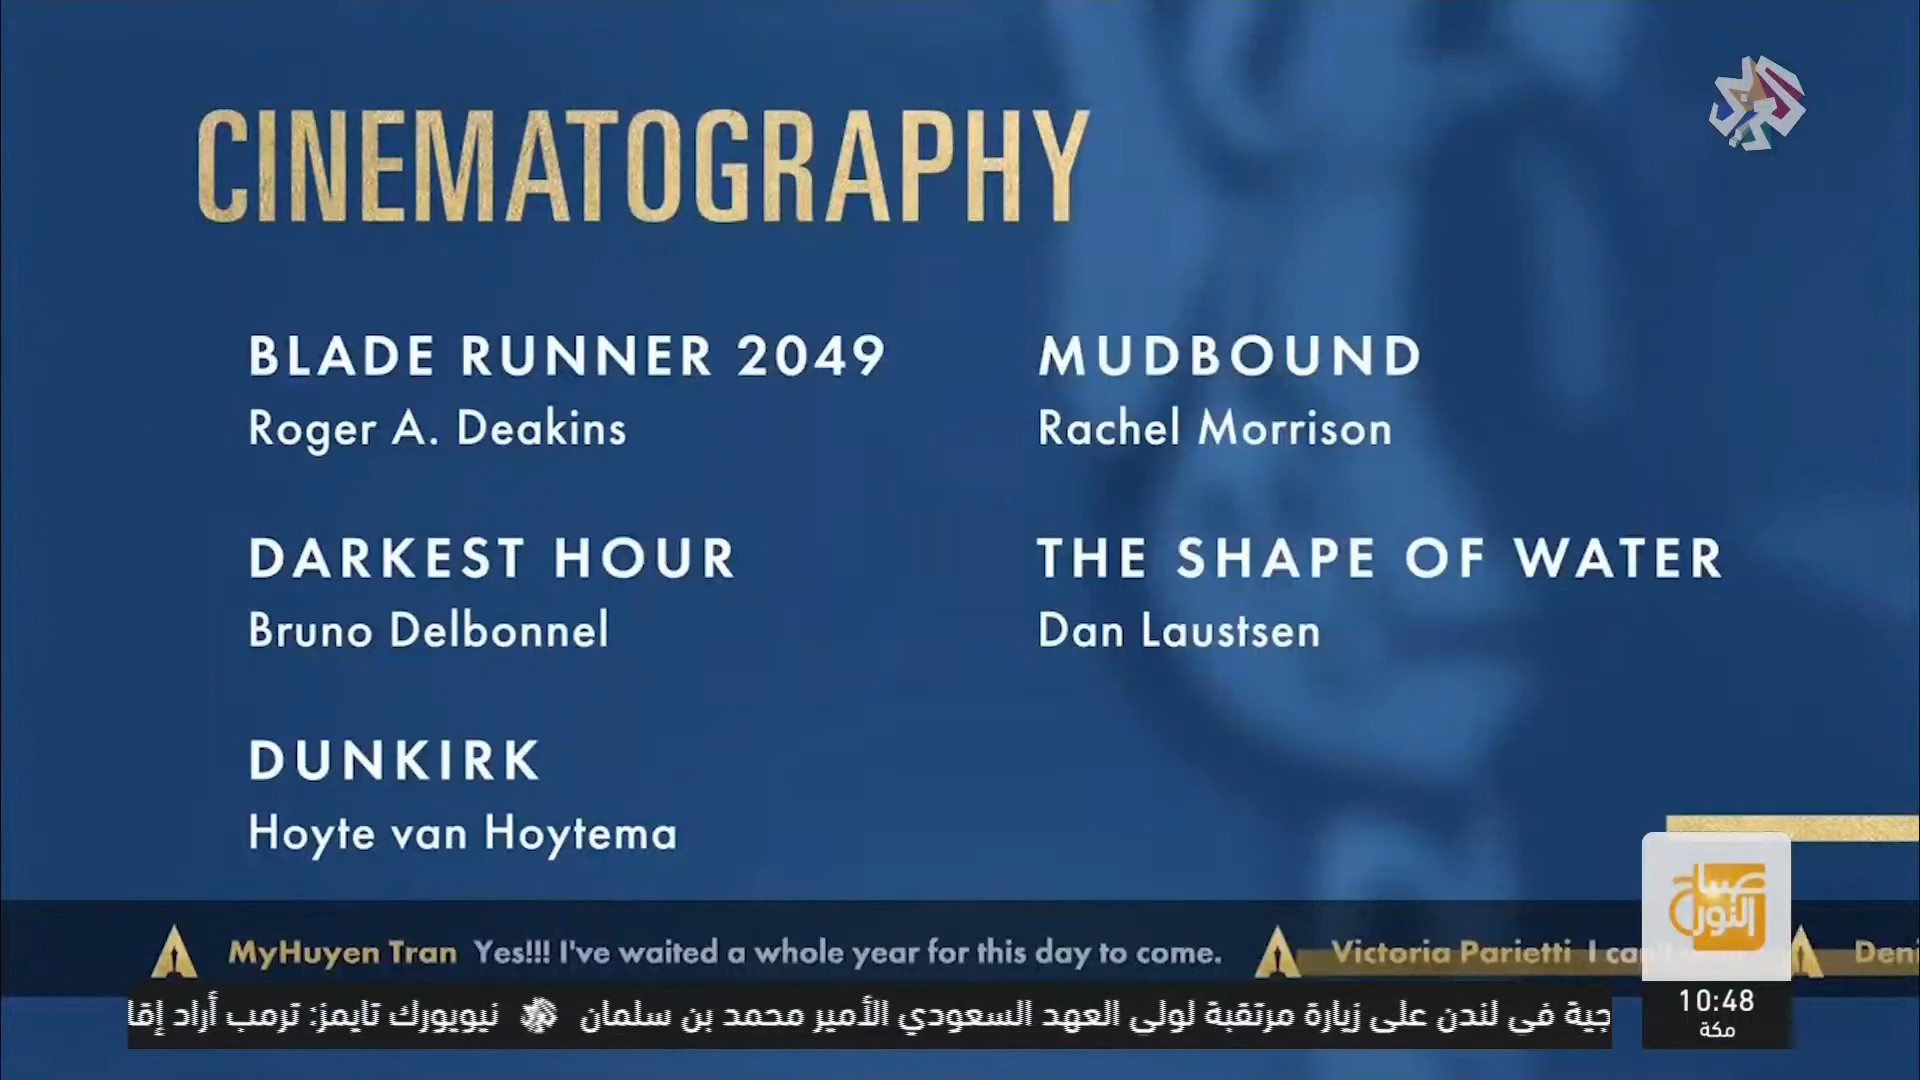 CINEMATOGRAPHY
BLADE RUNNER 2049
Roger A. Deakins
DARKEST HOUR
Bruno Delbonnel
DUNKIRK
Hoyte van Hoytema
MUDBOUND
Rachel Morrison
THE SHAPE OF WATER
Dan Laustsen
صباح النور
MyHuyen Tran Yes!!! I've waited a whole year for this day to come. Victoria Parietti I can't
جية في لندن على زيارة مرتقبة لولي العهد السعودي الأمير محمد بن سلمان نيويورك تايمز: ترمب أراد إقا
10:48
مكة